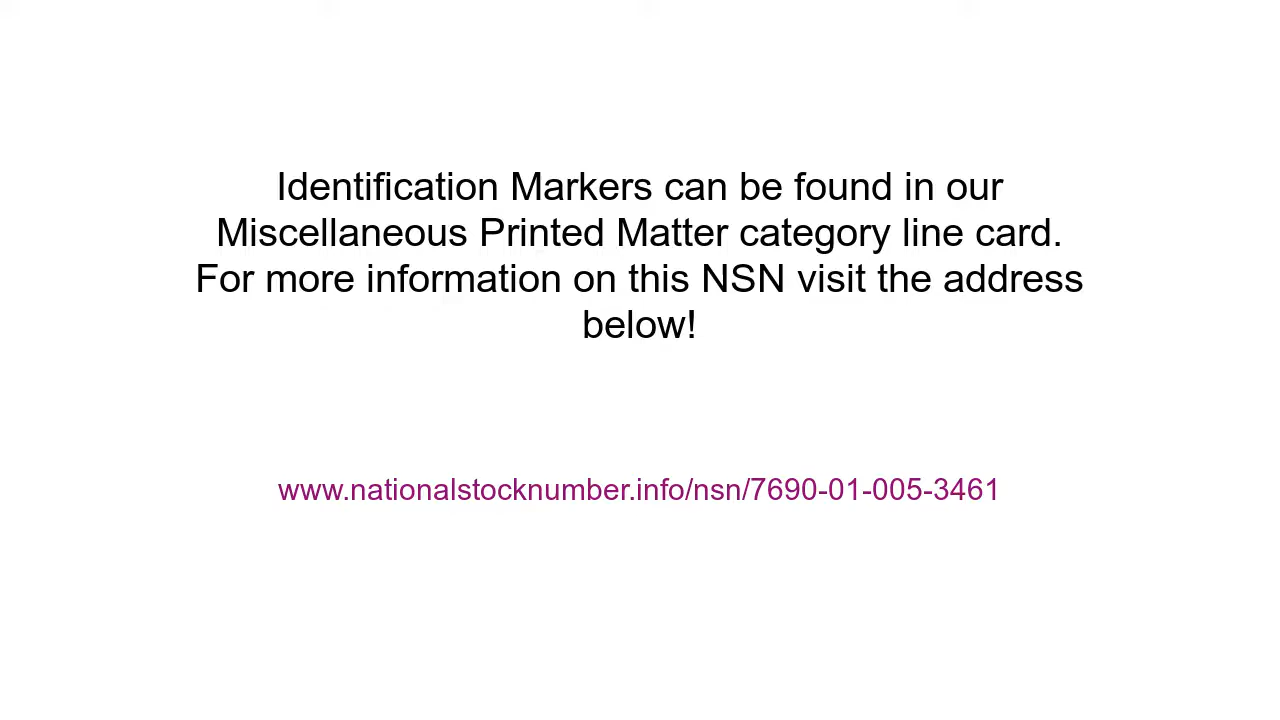 Identification Markers can be found in our
Miscellaneous Printed Matter category line card.
For more information on this NSN visit the address
below!
www.nationalstocknumber.info/nsn/7690-01-005-3461